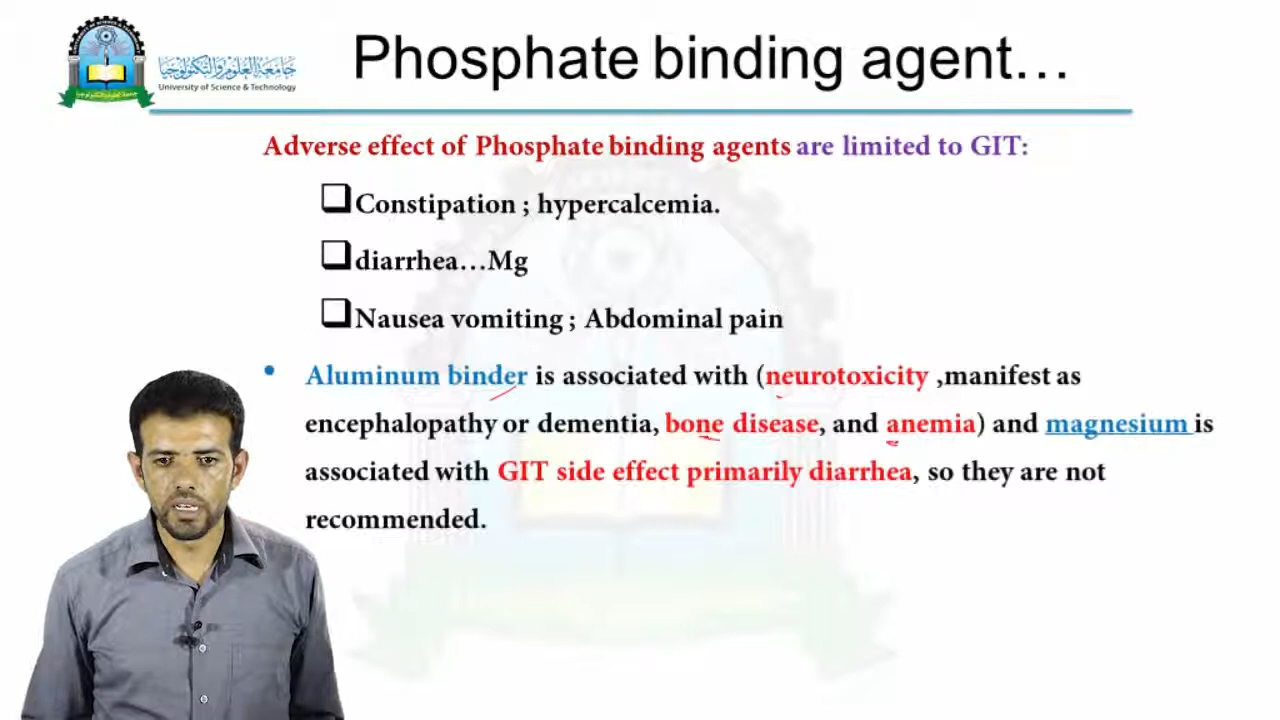 Phosphate binding agent…
جامعة العلوم والتكنولوجيا
University of Science & Technology
Adverse effect of Phosphate binding agents are limited to GIT:
Constipation ; hypercalcemia.
diarrhea…Mg
Nausea vomiting ; Abdominal pain
• Aluminum binder is associated with (neurotoxicity ,manifest as
encephalopathy or dementia, bone disease, and anemia) and magnesium is
associated with GIT side effect primarily diarrhea, so they are not
recommended.